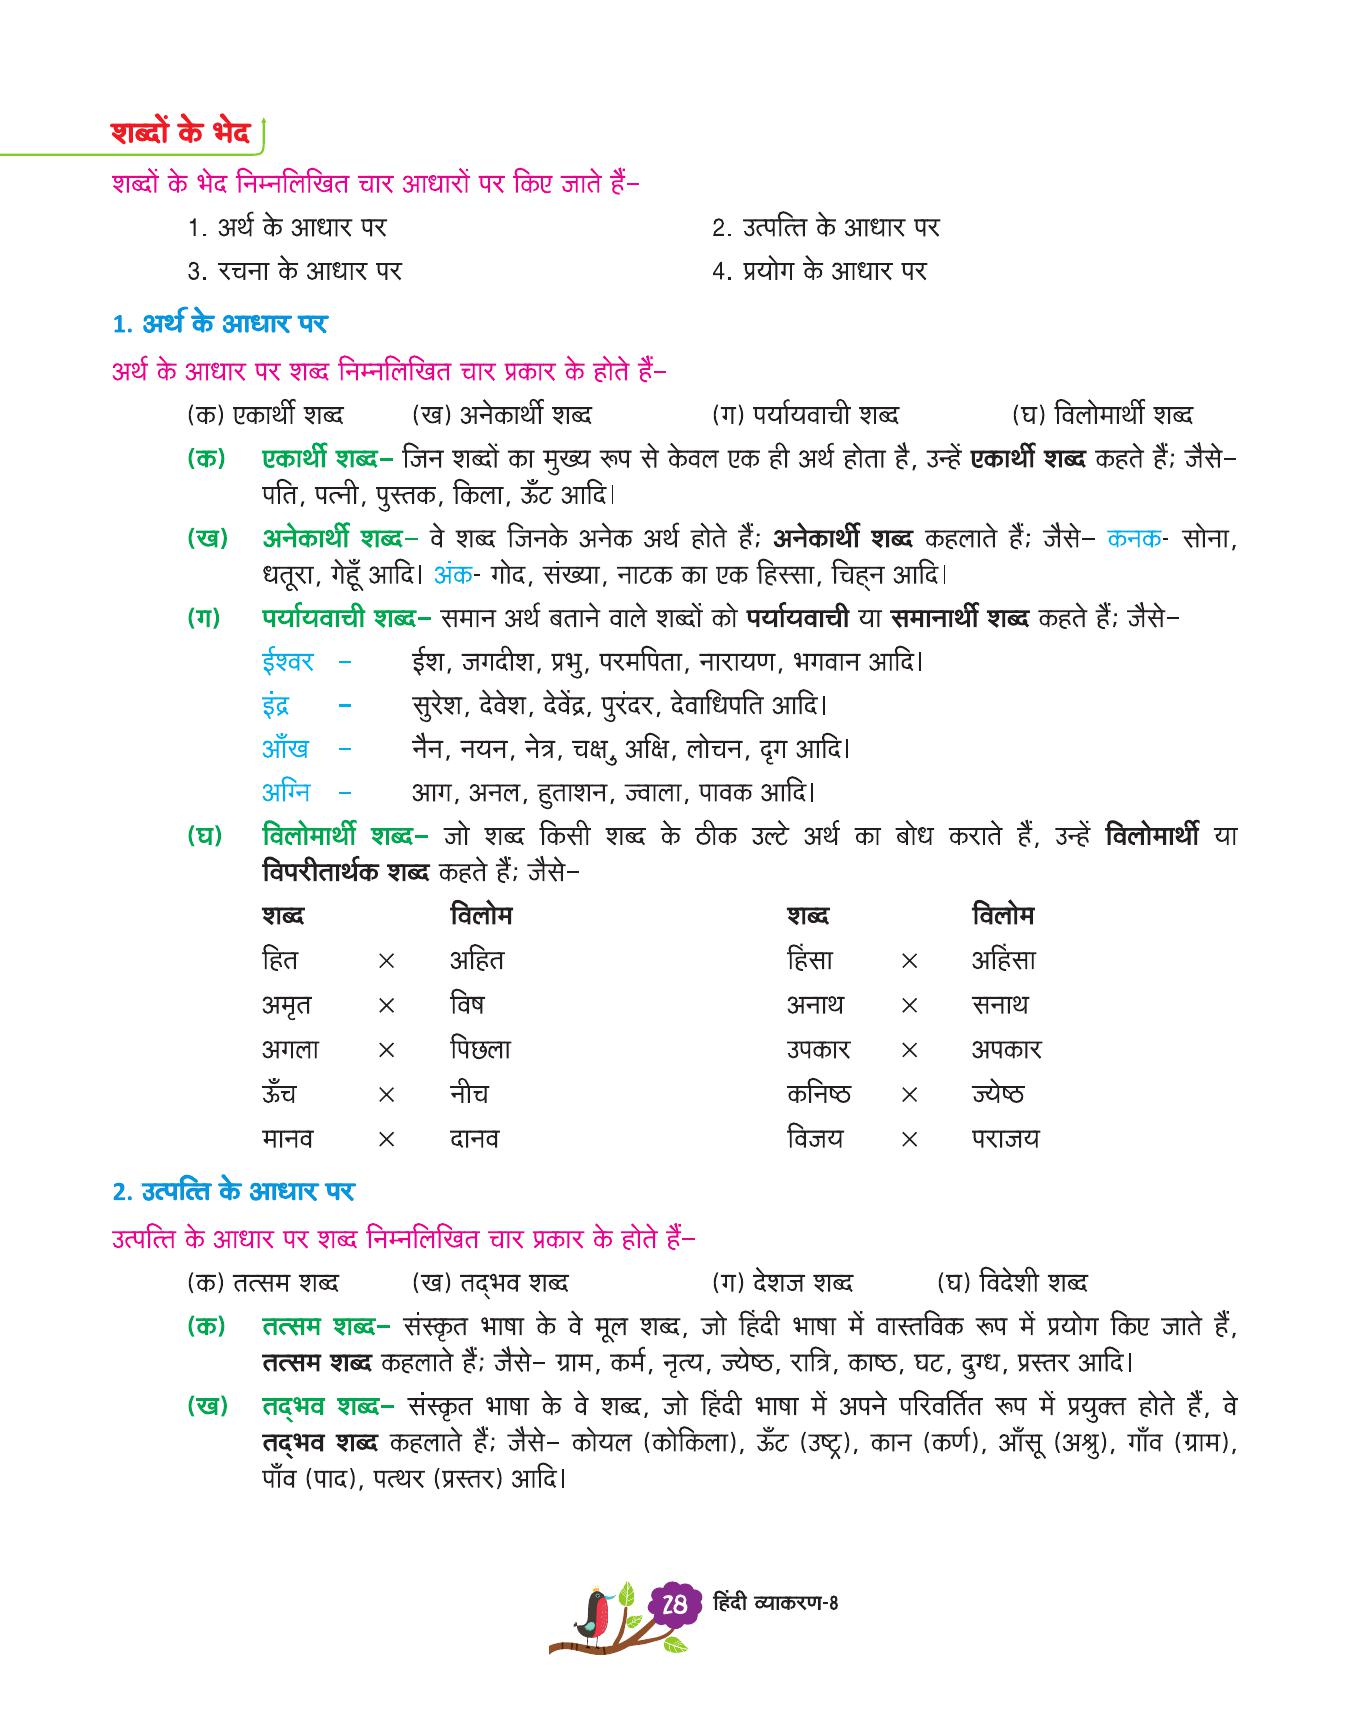 शब्दों के भेद
शब्दों के भेद निम्नलिखित चार आधारों पर किए जाते हैं–
1. अर्थ के आधार पर 2. उत्पत्ति के आधार पर
3. रचना के आधार पर 4. प्रयोग के आधार पर
1. अर्थ के आधार पर
अर्थ के आधार पर शब्द निम्नलिखित चार प्रकार के होते हैं–
(क) एकार्थी शब्द (ख) अनेकार्थी शब्द (ग) पर्यायवाची शब्द (घ) विलोमार्थी शब्द
(क) एकार्थी शब्द– जिन शब्दों का मुख्य रूप से केवल एक ही अर्थ होता है, उन्हें एकार्थी शब्द कहते हैं; जैसे–
पति, पत्नी, पुस्तक, किला, ऊँट आदि।
(ख) अनेकार्थी शब्द– वे शब्द जिनके अनेक अर्थ होते हैं; अनेकार्थी शब्द कहलाते हैं; जैसे– कनक- सोना,
धतूरा, गेहूँ आदि। अंक- गोद, संख्या, नाटक का एक हिस्सा, चिह्न आदि।
(ग) पर्यायवाची शब्द– समान अर्थ बताने वाले शब्दों को पर्यायवाची या समानार्थी शब्द कहते हैं; जैसे–
ईश्वर – ईश, जगदीश, प्रभु, परमपिता, नारायण, भगवान आदि।
इंद्र – सुरेश, देवेश, देवेंद्र, पुरंदर, देवाधिपति आदि।
आँख – नैन, नयन, नेत्र, चक्षु, अक्षि, लोचन, दृग आदि।
अग्नि – आग, अनल, हुताशन, ज्वाला, पावक आदि।
(घ) विलोमार्थी शब्द– जो शब्द किसी शब्द के ठीक उल्टे अर्थ का बोध कराते हैं, उन्हें विलोमार्थी या
विपरीतार्थक शब्द कहते हैं; जैसे–
शब्द विलोम शब्द विलोम
हित × अहित हिंसा × अहिंसा
अमृत × विष अनाथ × सनाथ
अगला × पिछला उपकार × अपकार
ऊँच × नीच कनिष्ठ × ज्येष्ठ
मानव × दानव विजय × पराजय
2. उत्पत्ति के आधार पर
उत्पत्ति के आधार पर शब्द निम्नलिखित चार प्रकार के होते हैं–
(क) तत्सम शब्द (ख) तद्भव शब्द (ग) देशज शब्द (घ) विदेशी शब्द
(क) तत्सम शब्द– संस्कृत भाषा के वे मूल शब्द, जो हिंदी भाषा में वास्तविक रूप में प्रयोग किए जाते हैं,
तत्सम शब्द कहलाते हैं; जैसे– ग्राम, कर्म, नृत्य, ज्येष्ठ, रात्रि, काष्ठ, घट, दुग्ध, प्रस्तर आदि।
(ख) तद्भव शब्द– संस्कृत भाषा के वे शब्द, जो हिंदी भाषा में अपने परिवर्तित रूप में प्रयुक्त होते हैं, वे
तद्भव शब्द कहलाते हैं; जैसे– कोयल (कोकिला), ऊँट (उष्ट्र), कान (कर्ण), आँसू (अश्रु), गाँव (ग्राम),
पाँव (पाद), पत्थर (प्रस्तर) आदि।
28 हिंदी व्याकरण-8